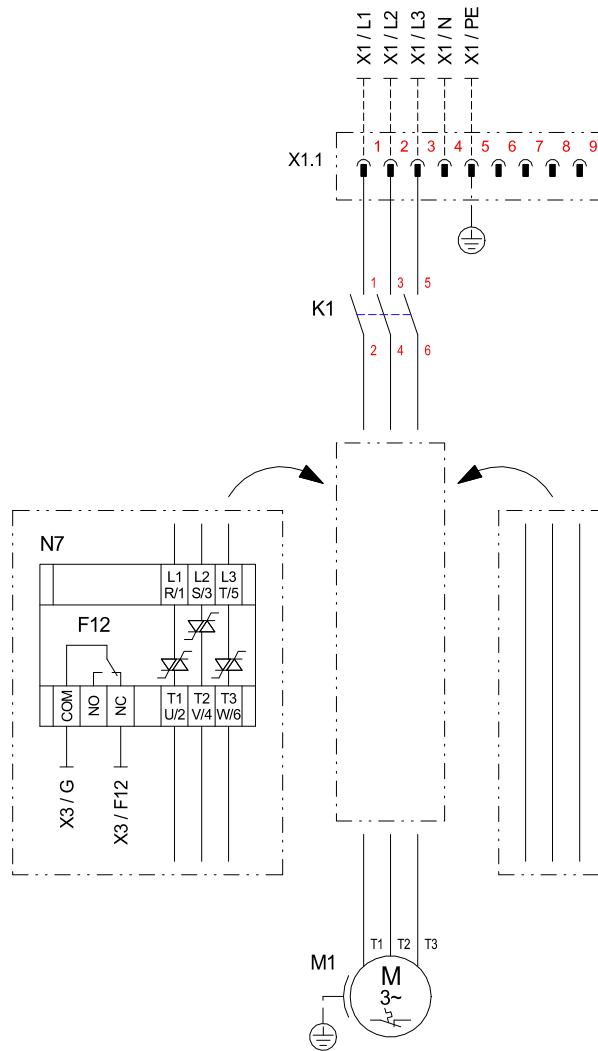 X1 / L1 X1 / L2 X1 / L3 X1 / N X1 / PE
X1.1 1 2 3 4 5 6 7 8 9
1 3 5
K1
2 4 6
N7
L1 L2 L3
R/1 S/3 T/5
F12
COM NO NC
T1 T2 T3
U/2 V/4 W/6
X3 / G X3 / F12
T1 T2 T3
M1
M
3~